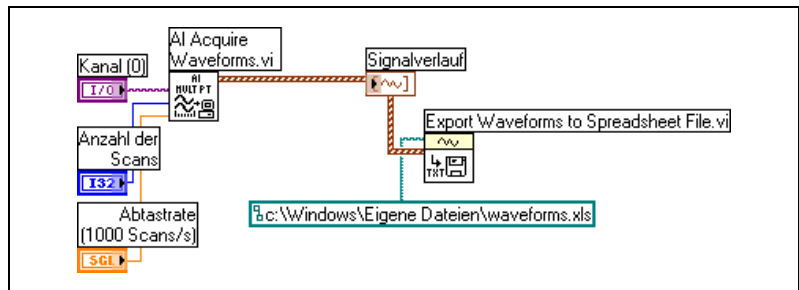 AI Acquire
Waveforms.vi
Kanal (0)
I/O
AI
MULT PT
Signalverlauf
Export Waveforms to Spreadsheet File.vi
TXT
Anzahl der
Scans
I32
c:\Windows\Eigene Dateien\waveforms.xls
Abtastrate
(1000 Scans/s)
SGL